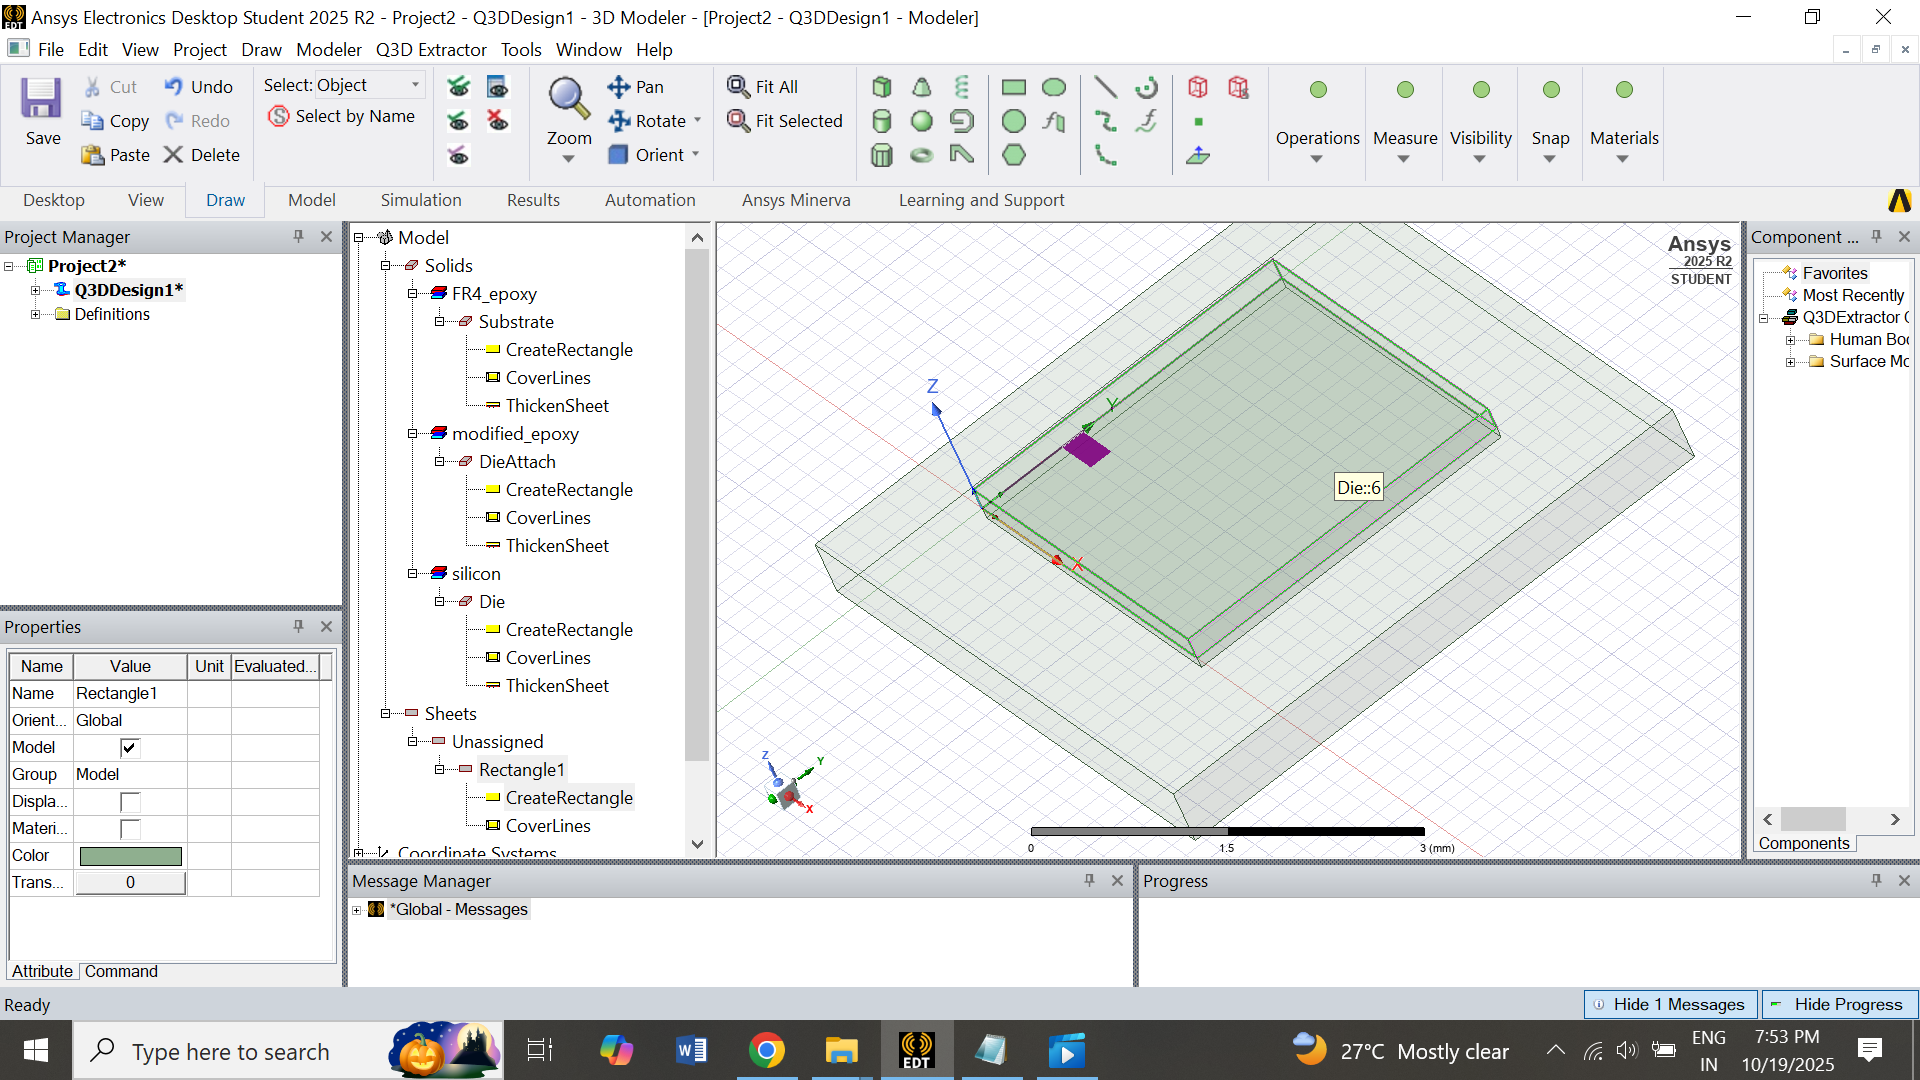 Ansys Electronics Desktop Student 2025 R2 - Project2 - Q3DDesign1 - 3D Modeler - [Project2 - Q3DDesign1 - Modeler]
File Edit View Project Draw Modeler Q3D Extractor Tools Window Help
Save
Cut
Copy
Paste
Undo
Redo
Delete
Select: Object
Select by Name
Zoom
Pan
Rotate
Orient
Fit All
Fit Selected
Operations
Measure
Visibility
Snap
Materials
Desktop View Draw Model Simulation Results Automation Ansys Minerva Learning and Support
Project Manager
Project2*
Q3DDesign1*
Definitions
Properties
Name Value Unit Evaluated...
Name Rectangle1
Orient... Global
Model
Group Model
Displa...
Materi...
Color
Trans... 0
Attribute Command
Model
Solids
FR4_epoxy
Substrate
CreateRectangle
CoverLines
ThickenSheet
modified_epoxy
DieAttach
CreateRectangle
CoverLines
ThickenSheet
silicon
Die
CreateRectangle
CoverLines
ThickenSheet
Sheets
Unassigned
Rectangle1
CreateRectangle
CoverLines
Coordinate Systems
Ansys
2025 R2
STUDENT
Z
Y
X
Die::6
Z
Y
X
0 1.5 3 (mm)
Component ...
Favorites
Most Recently
Q3DExtractor C
Human Boc
Surface Mo
Components
Message Manager
*Global - Messages
Progress
Ready
Hide 1 Messages
Hide Progress
Type here to search
EDT
27°C Mostly clear
ENG
IN
7:53 PM
10/19/2025